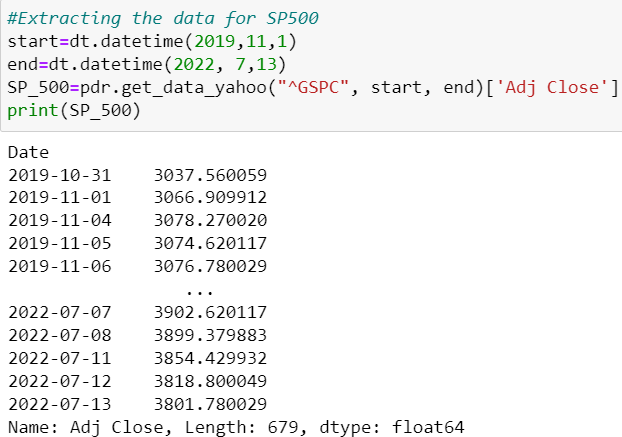 #Extracting the data for SP500
start=dt.datetime(2019,11,1)
end=dt.datetime(2022, 7,13)
SP_500=pdr.get_data_yahoo("^GSPC", start, end)['Adj Close']
print(SP_500)
Date
2019-10-31    3037.560059
2019-11-01    3066.909912
2019-11-04    3078.270020
2019-11-05    3074.620117
2019-11-06    3076.780029
...
2022-07-07    3902.620117
2022-07-08    3899.379883
2022-07-11    3854.429932
2022-07-12    3818.800049
2022-07-13    3801.780029
Name: Adj Close, Length: 679, dtype: float64